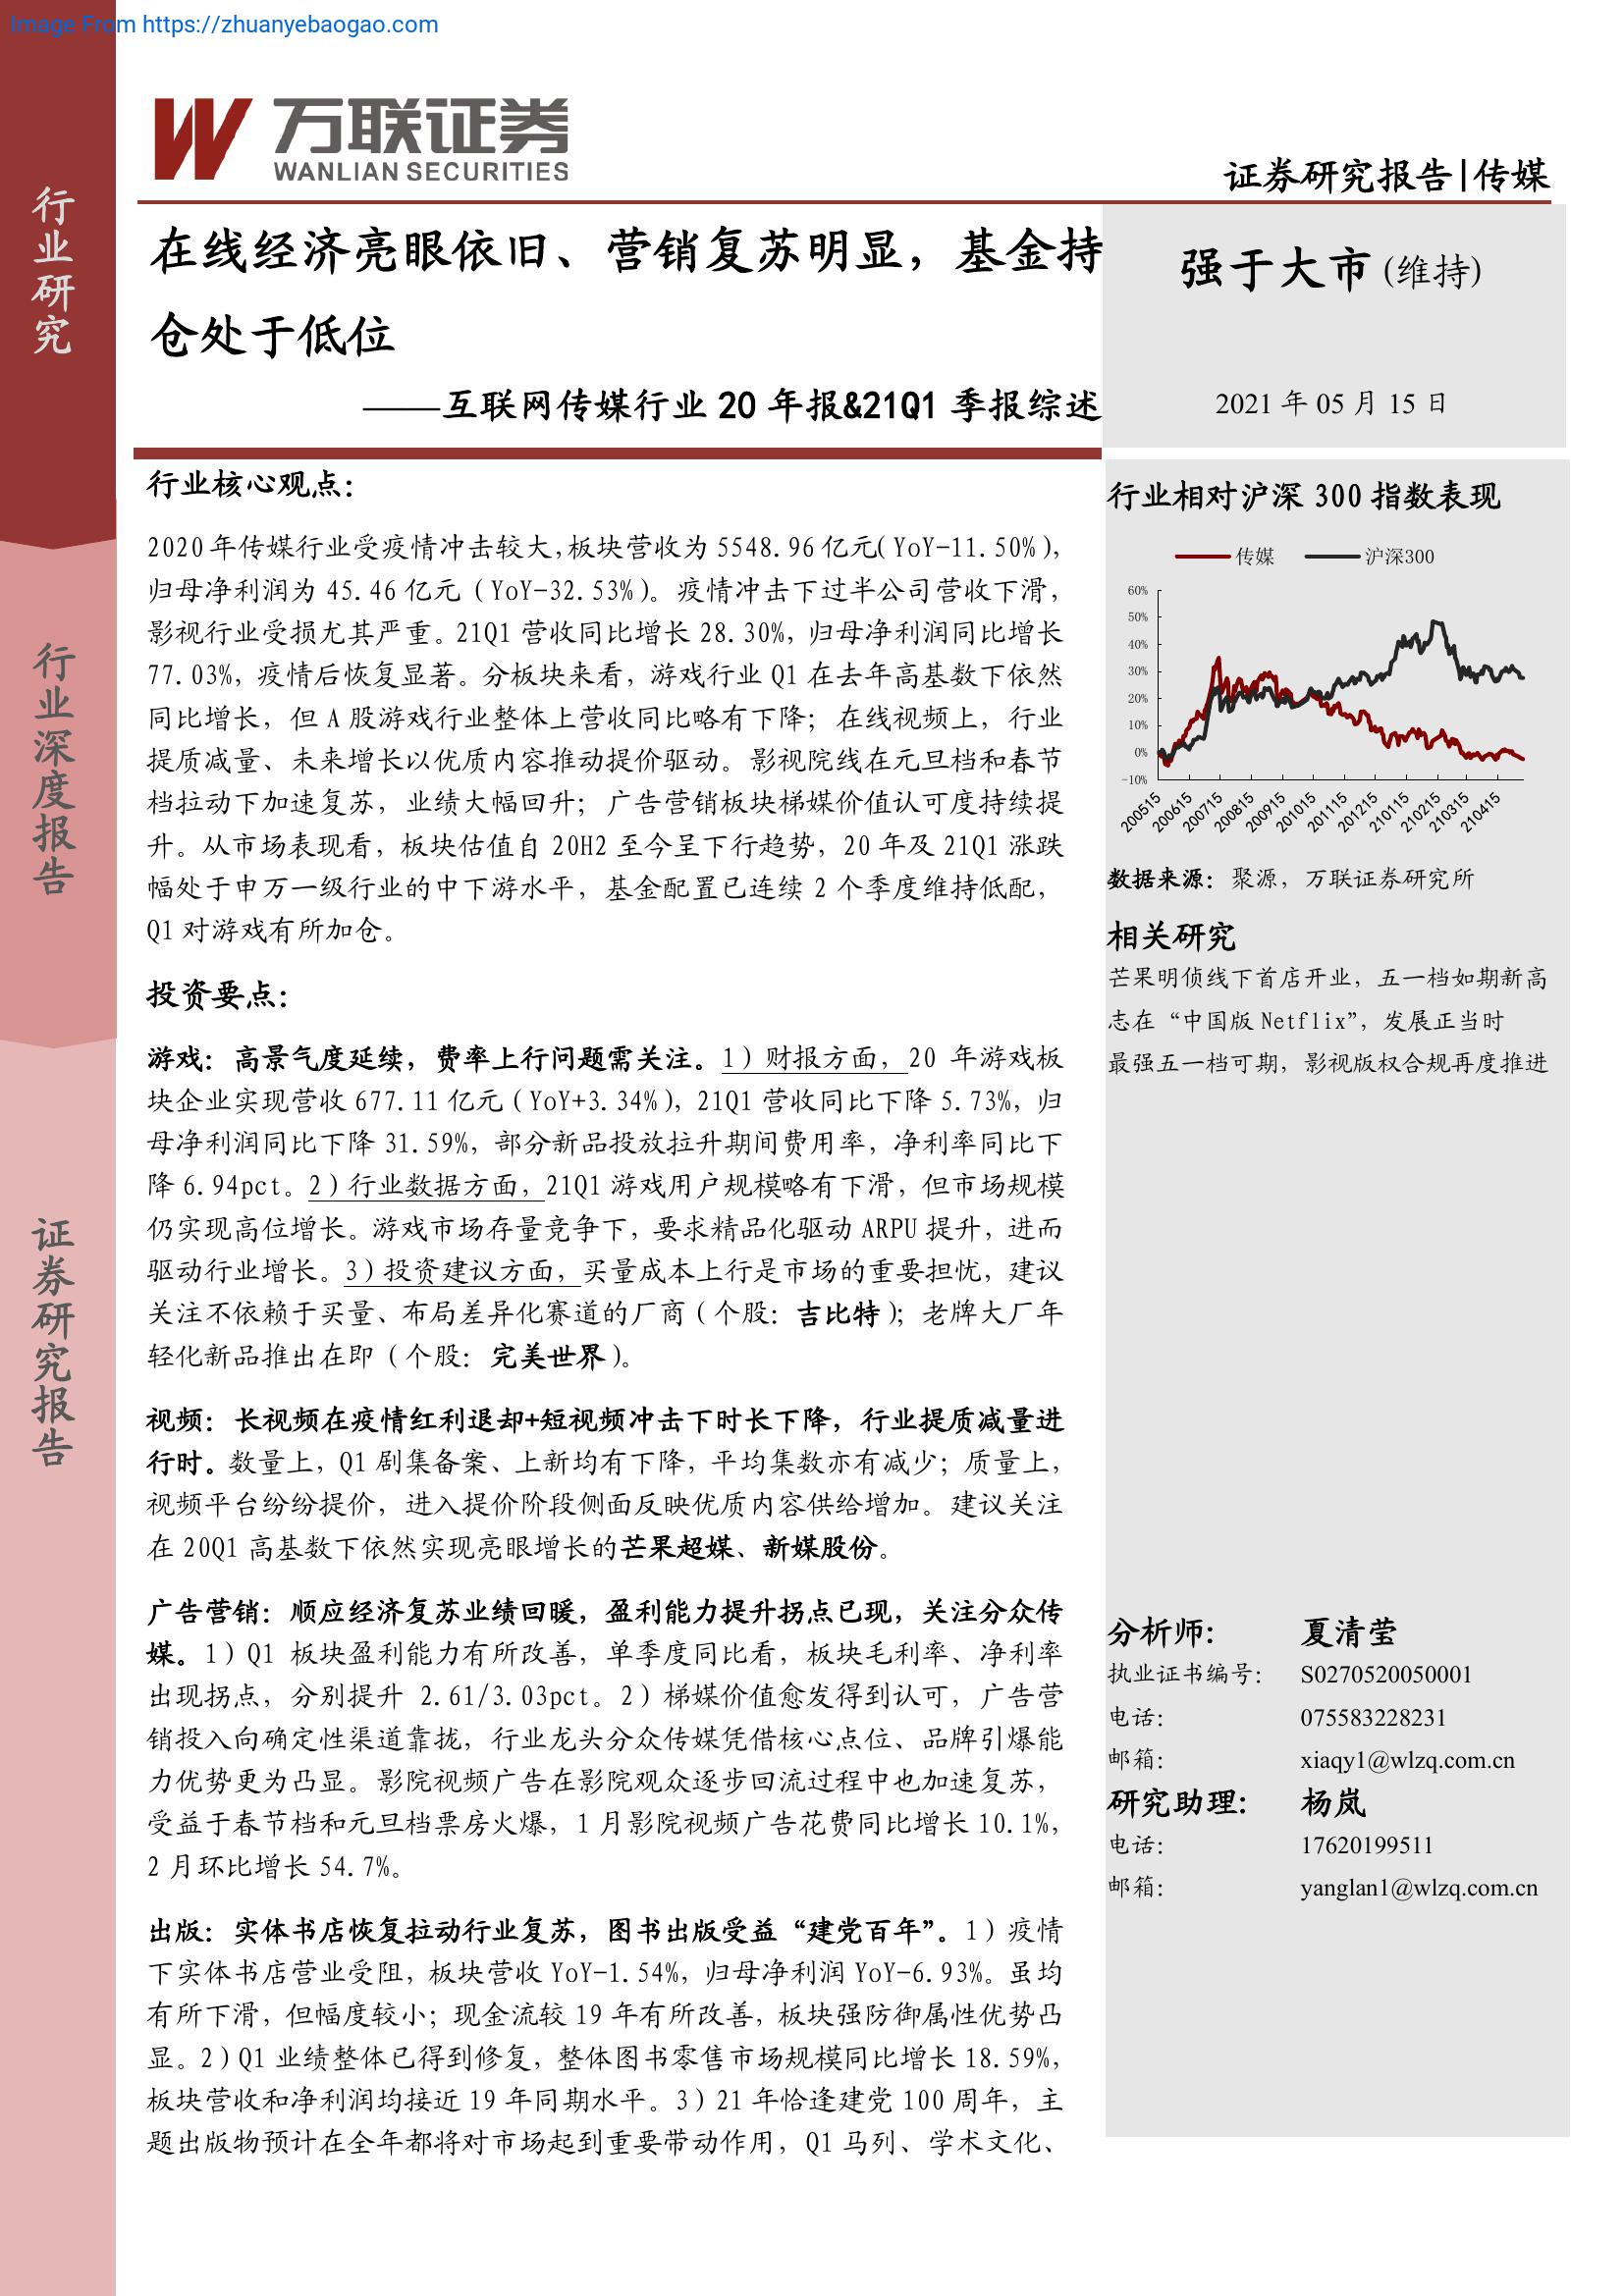 Image From https://zhuanyebaogao.com
万联证券
WANLIAN SECURITIES
证券研究报告|传媒
行业研究
行业深度报告
证券研究报告
在线经济亮眼依旧、营销复苏明显，基金持
仓处于低位
——互联网传媒行业 20 年报&21Q1 季报综述
强于大市(维持)
2021 年 05 月 15 日
行业核心观点：
2020 年传媒行业受疫情冲击较大，板块营收为 5548.96 亿元（YoY-11.50%），
归母净利润为 45.46 亿元（YoY-32.53%）。疫情冲击下过半公司营收下滑，
影视行业受损尤其严重。21Q1 营收同比增长 28.30%，归母净利润同比增长
77.03%，疫情后恢复显著。分板块来看，游戏行业 Q1 在去年高基数下依然
同比增长，但 A 股游戏行业整体上营收同比略有下降；在线视频上，行业
提质减量、未来增长以优质内容推动提价驱动。影视院线在元旦档和春节
档拉动下加速复苏，业绩大幅回升；广告营销板块梯媒价值认可度持续提
升。从市场表现看，板块估值自 20H2 至今呈下行趋势，20 年及 21Q1 涨跌
幅处于申万一级行业的中下游水平，基金配置已连续 2 个季度维持低配，
Q1 对游戏有所加仓。
投资要点：
游戏：高景气度延续，费率上行问题需关注。1）财报方面，20 年游戏板
块企业实现营收 677.11 亿元（YoY+3.34%），21Q1 营收同比下降 5.73%，归
母净利润同比下降 31.59%，部分新品投放拉升期间费用率，净利率同比下
降 6.94pct。2）行业数据方面，21Q1 游戏用户规模略有下滑，但市场规模
仍实现高位增长。游戏市场存量竞争下，要求精品化驱动 ARPU 提升，进而
驱动行业增长。3）投资建议方面，买量成本上行是市场的重要担忧，建议
关注不依赖于买量、布局差异化赛道的厂商（个股：吉比特）；老牌大厂年
轻化新品推出在即（个股：完美世界）。
视频：长视频在疫情红利退却+短视频冲击下时长下降，行业提质减量进
行时。数量上，Q1 剧集备案、上新均有下降，平均集数亦有减少；质量上，
视频平台纷纷提价，进入提价阶段侧面反映优质内容供给增加。建议关注
在 20Q1 高基数下依然实现亮眼增长的芒果超媒、新媒股份。
广告营销：顺应经济复苏业绩回暖，盈利能力提升拐点已现，关注分众传
媒。1）Q1 板块盈利能力有所改善，单季度同比看，板块毛利率、净利率
出现拐点，分别提升 2.61/3.03pct。2）梯媒价值愈发得到认可，广告营
销投入向确定性渠道靠拢，行业龙头分众传媒凭借核心点位、品牌引爆能
力优势更为凸显。影院视频广告在影院观众逐步回流过程中也加速复苏，
受益于春节档和元旦档票房火爆，1 月影院视频广告花费同比增长 10.1%，
2 月环比增长 54.7%。
出版：实体书店恢复拉动行业复苏，图书出版受益“建党百年”。1）疫情
下实体书店营业受阻，板块营收 YoY-1.54%，归母净利润 YoY-6.93%。虽均
有所下滑，但幅度较小；现金流较 19 年有所改善，板块强防御属性优势凸
显。2）Q1 业绩整体已得到修复，整体图书零售市场规模同比增长 18.59%，
板块营收和净利润均接近 19 年同期水平。3）21 年恰逢建党 100 周年，主
题出版物预计在全年都将对市场起到重要带动作用，Q1 马列、学术文化、
行业相对沪深 300 指数表现
传媒 沪深300
60%
50%
40%
30%
20%
10%
0%
-10%
200515 200615 200715 200815 200915 201015 201115 201215 210115 210215 210315 210415
数据来源：聚源，万联证券研究所
相关研究
芒果明侦线下首店开业，五一档如期新高
志在“中国版 Netflix”，发展正当时
最强五一档可期，影视版权合规再度推进
分析师： 夏清莹
执业证书编号： S0270520050001
电话： 075583228231
邮箱： xiaqy1@wlzq.com.cn
研究助理： 杨岚
电话： 17620199511
邮箱： yanglan1@wlzq.com.cn